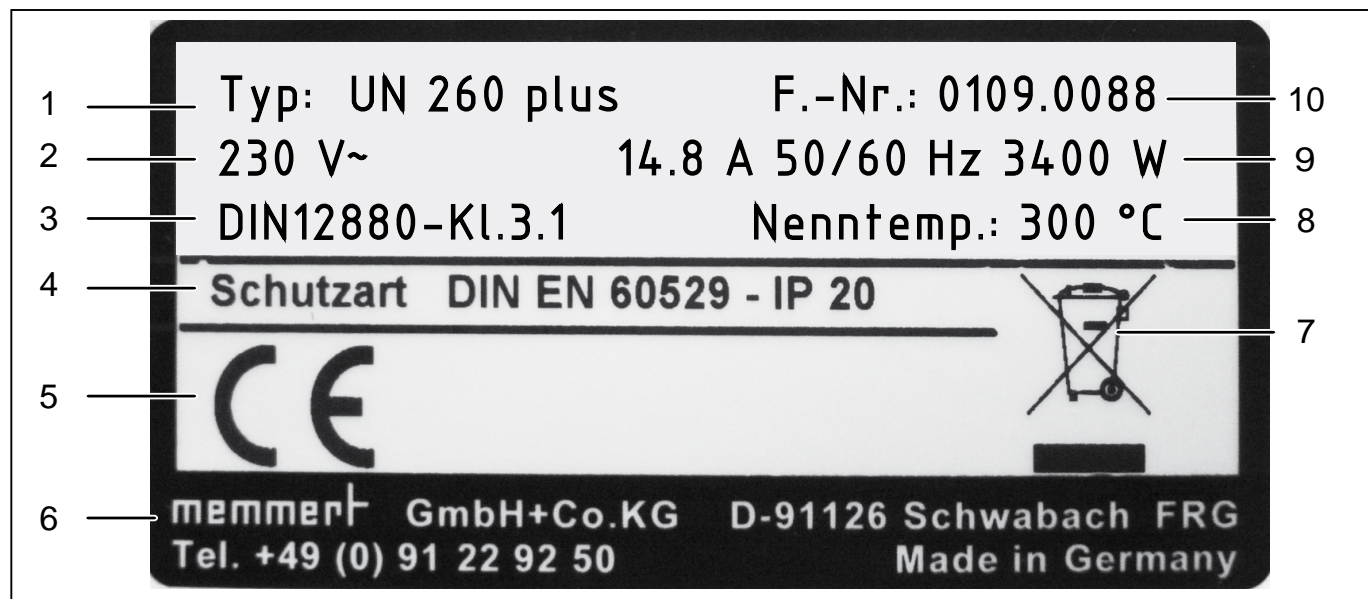 1 Typ: UN 260 plus F.-Nr.: 0109.0088 10
2 230 V~ 14.8 A 50/60 Hz 3400 W 9
3 DIN12880-Kl.3.1 Nenntemp.: 300 °C 8
4 Schutzart DIN EN 60529 - IP 20
7
5 CE
6 memmert GmbH+Co.KG D-91126 Schwabach FRG
Tel. +49 (0) 91 22 92 50 Made in Germany